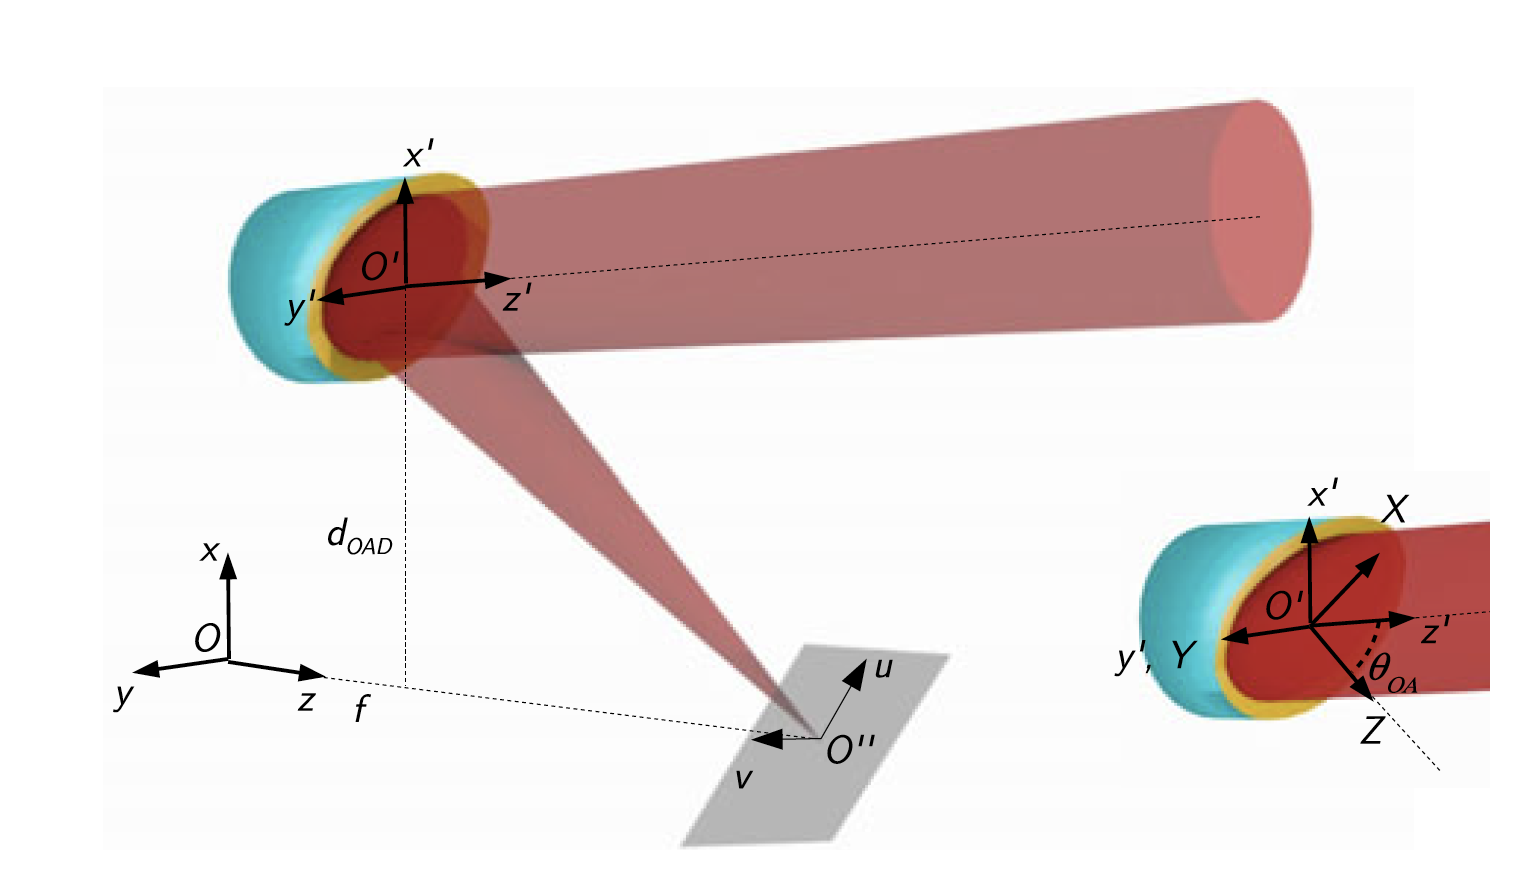 x'
O'
y'
z'
d_OAD
x
O
y
z
f
u
O''
v
x'
X
O'
y', Y
z'
θ_OA
Z